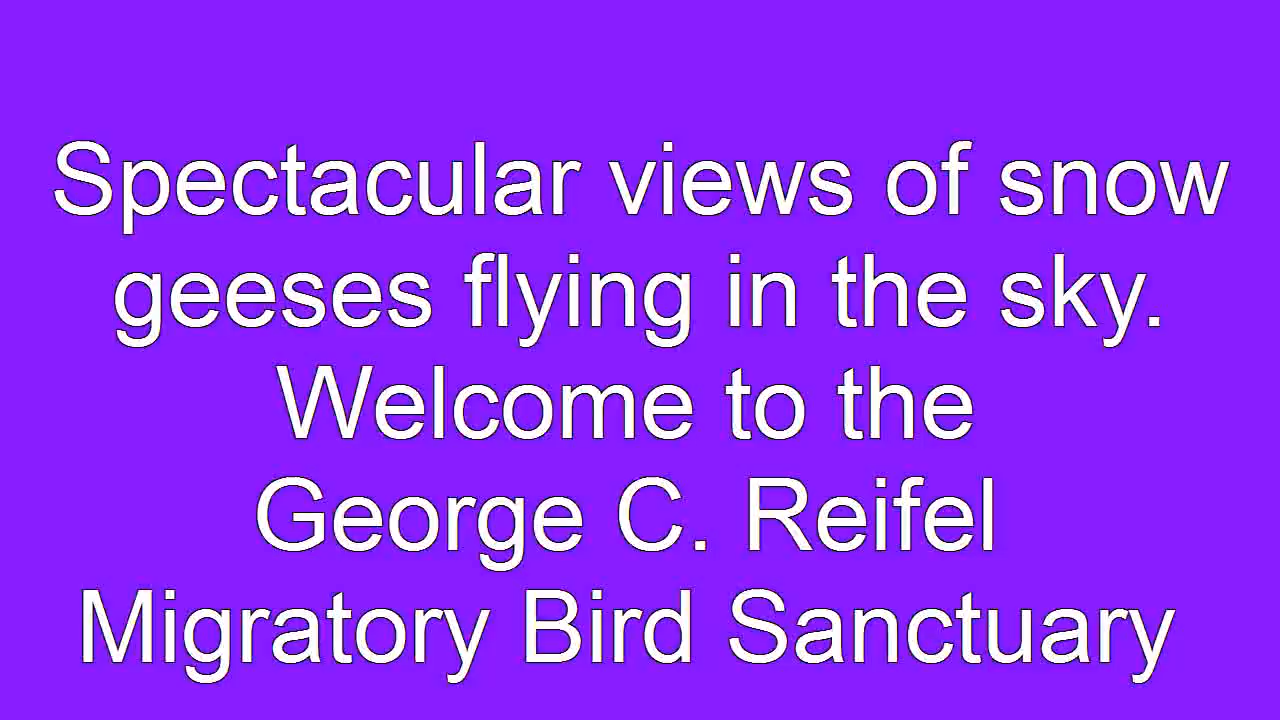 Spectacular views of snow
geeses flying in the sky.
Welcome to the
George C. Reifel
Migratory Bird Sanctuary